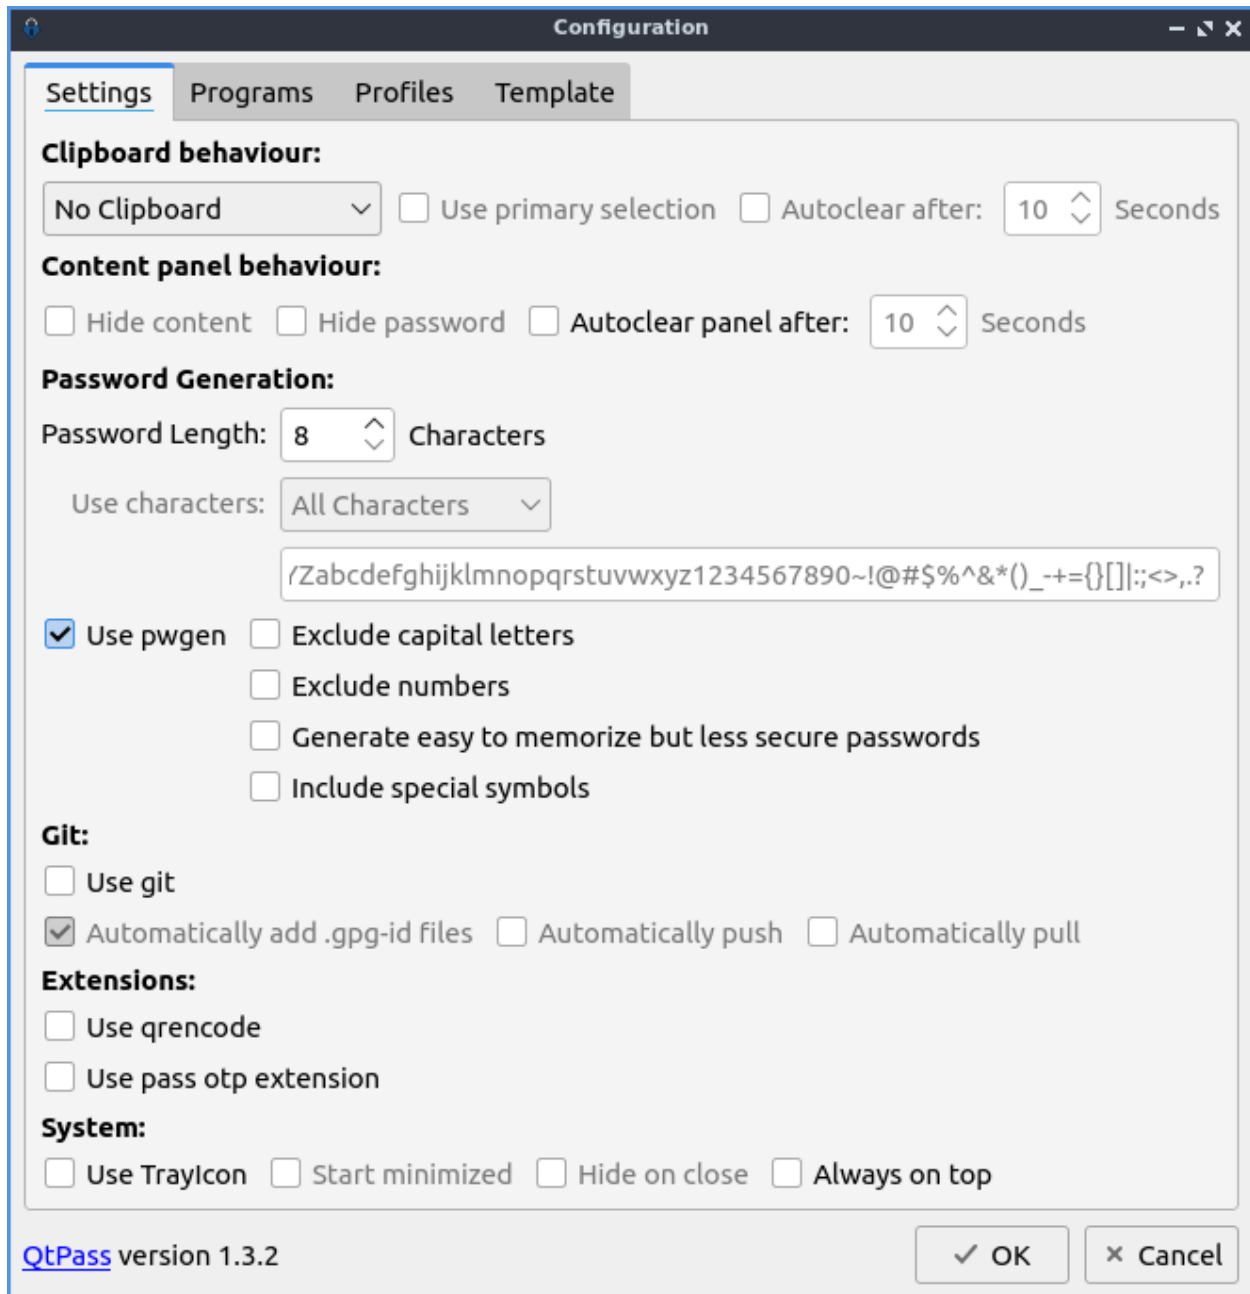 Configuration
Settings Programs Profiles Template
Clipboard behaviour:
No Clipboard Use primary selection Autoclear after: 10 Seconds
Content panel behaviour:
Hide content Hide password Autoclear panel after: 10 Seconds
Password Generation:
Password Length: 8 Characters
Use characters: All Characters
YZabcdefghijklmnopqrstuvwxyz1234567890~!@#$%^&*()_-+={}[]|:;<>,.?
Use pwgen Exclude capital letters
Exclude numbers
Generate easy to memorize but less secure passwords
Include special symbols
Git:
Use git
Automatically add .gpg-id files Automatically push Automatically pull
Extensions:
Use qrencode
Use pass otp extension
System:
Use TrayIcon Start minimized Hide on close Always on top
QtPass version 1.3.2 OK Cancel